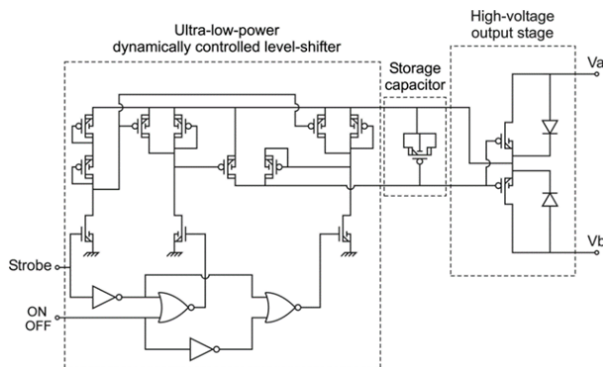 Ultra-low-power
dynamically controlled level-shifter
High-voltage
output stage
Storage
capacitor
Va
Vb
Strobe
ON
OFF